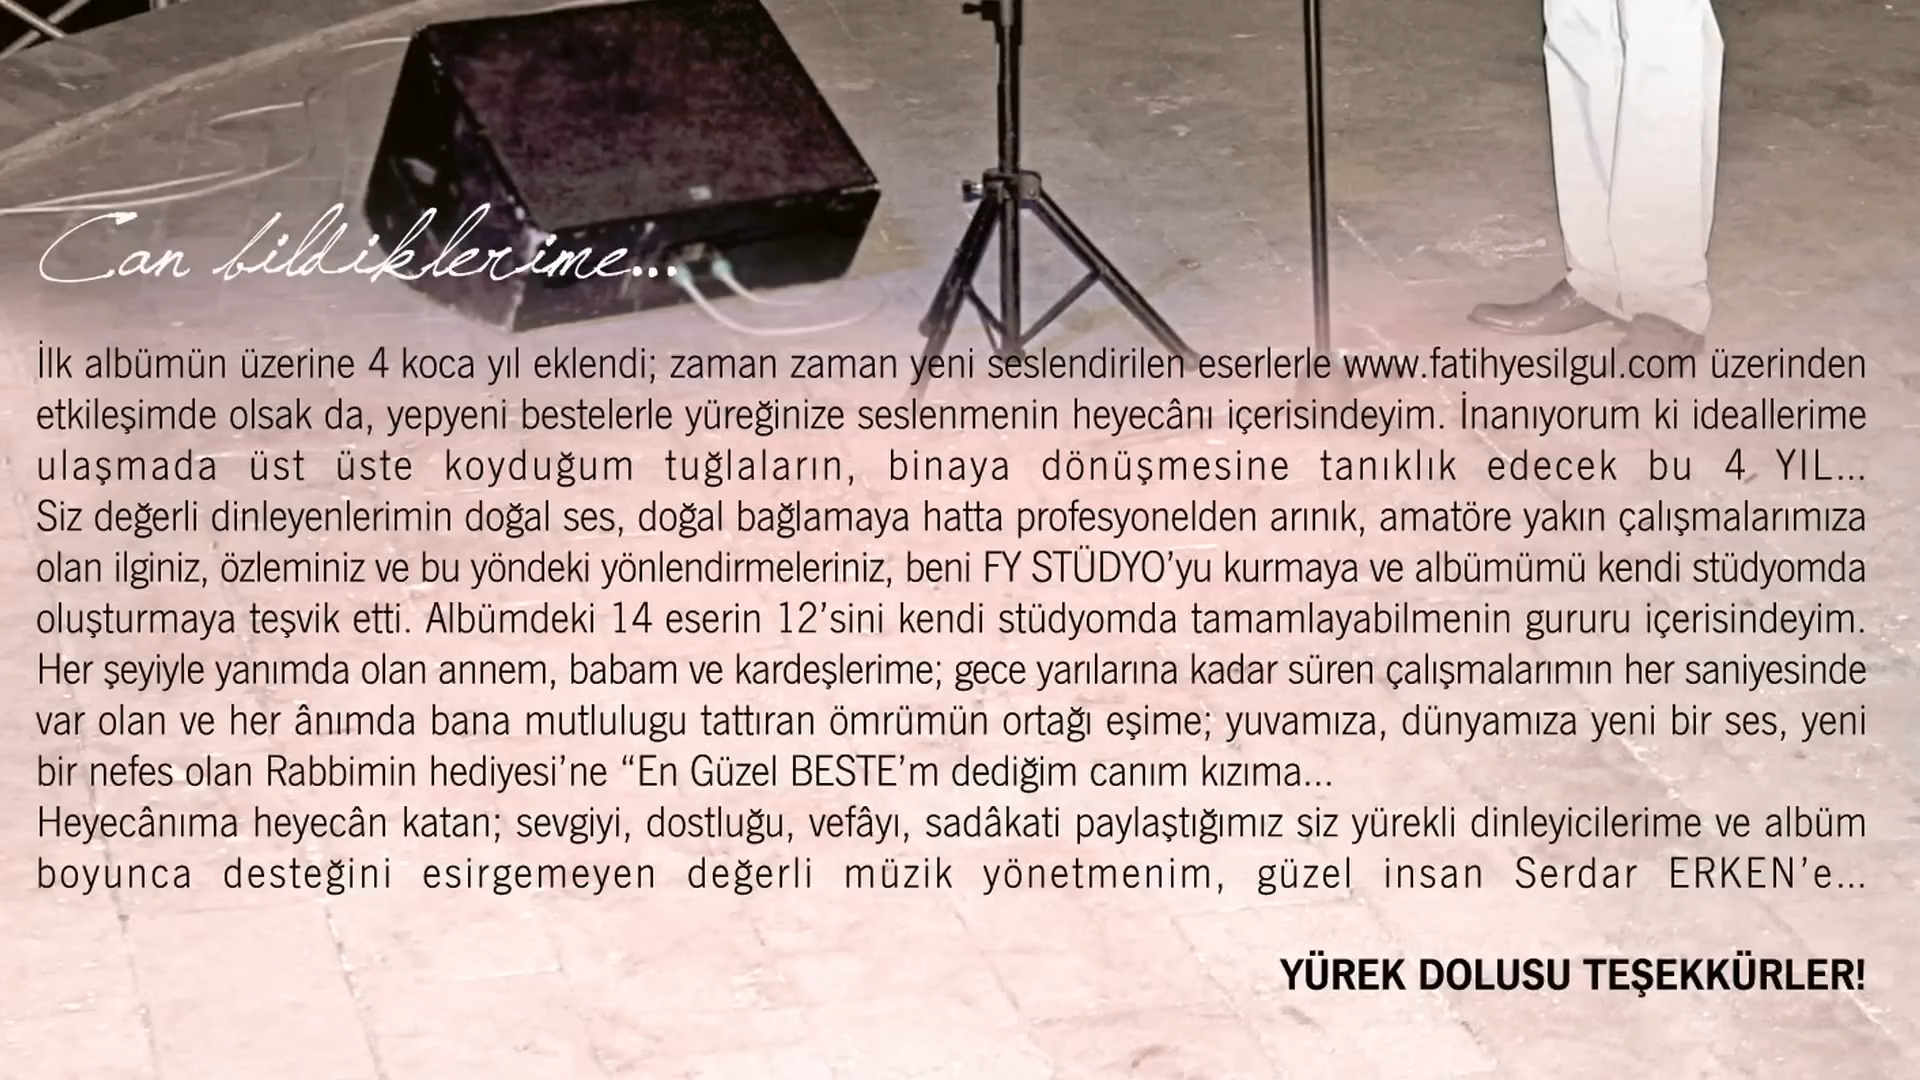 Can bildiklerime...
İlk albümün üzerine 4 koca yıl eklendi; zaman zaman yeni seslendirilen eserlerle www.fatihyesilgul.com üzerinden
etkileşimde olsak da, yepyeni bestelerle yüreğinize seslenmenin heyecânı içerisindeyim. İnanıyorum ki ideallerime
ulaşmada üst üste koyduğum tuğlaların, binaya dönüşmesine tanıklık edecek bu 4 YIL...
Siz değerli dinleyenlerimin doğal ses, doğal bağlamaya hatta profesyonelden arınık, amatöre yakın çalışmalarımıza
olan ilginiz, özleminiz ve bu yöndeki yönlendirmeleriniz, beni FY STÜDYO’yu kurmaya ve albümümü kendi stüdyomda
oluşturmaya teşvik etti. Albümdeki 14 eserin 12’sini kendi stüdyomda tamamlayabilmenin gururu içerisindeyim.
Her şeyiyle yanımda olan annem, babam ve kardeşlerime; gece yarılarına kadar süren çalışmalarımın her saniyesinde
var olan ve her ânımda bana mutlulugu tattıran ömrümün ortağı eşime; yuvamıza, dünyamıza yeni bir ses, yeni
bir nefes olan Rabbimin hediyesi’ne “En Güzel BESTE’m dediğim canım kızıma...
Heyecânıma heyecân katan; sevgiyi, dostluğu, vefâyı, sadâkati paylaştığımız siz yürekli dinleyicilerime ve albüm
boyunca desteğini esirgemeyen değerli müzik yönetmenim, güzel insan Serdar ERKEN’e...
YÜREK DOLUSU TEŞEKKÜRLER!